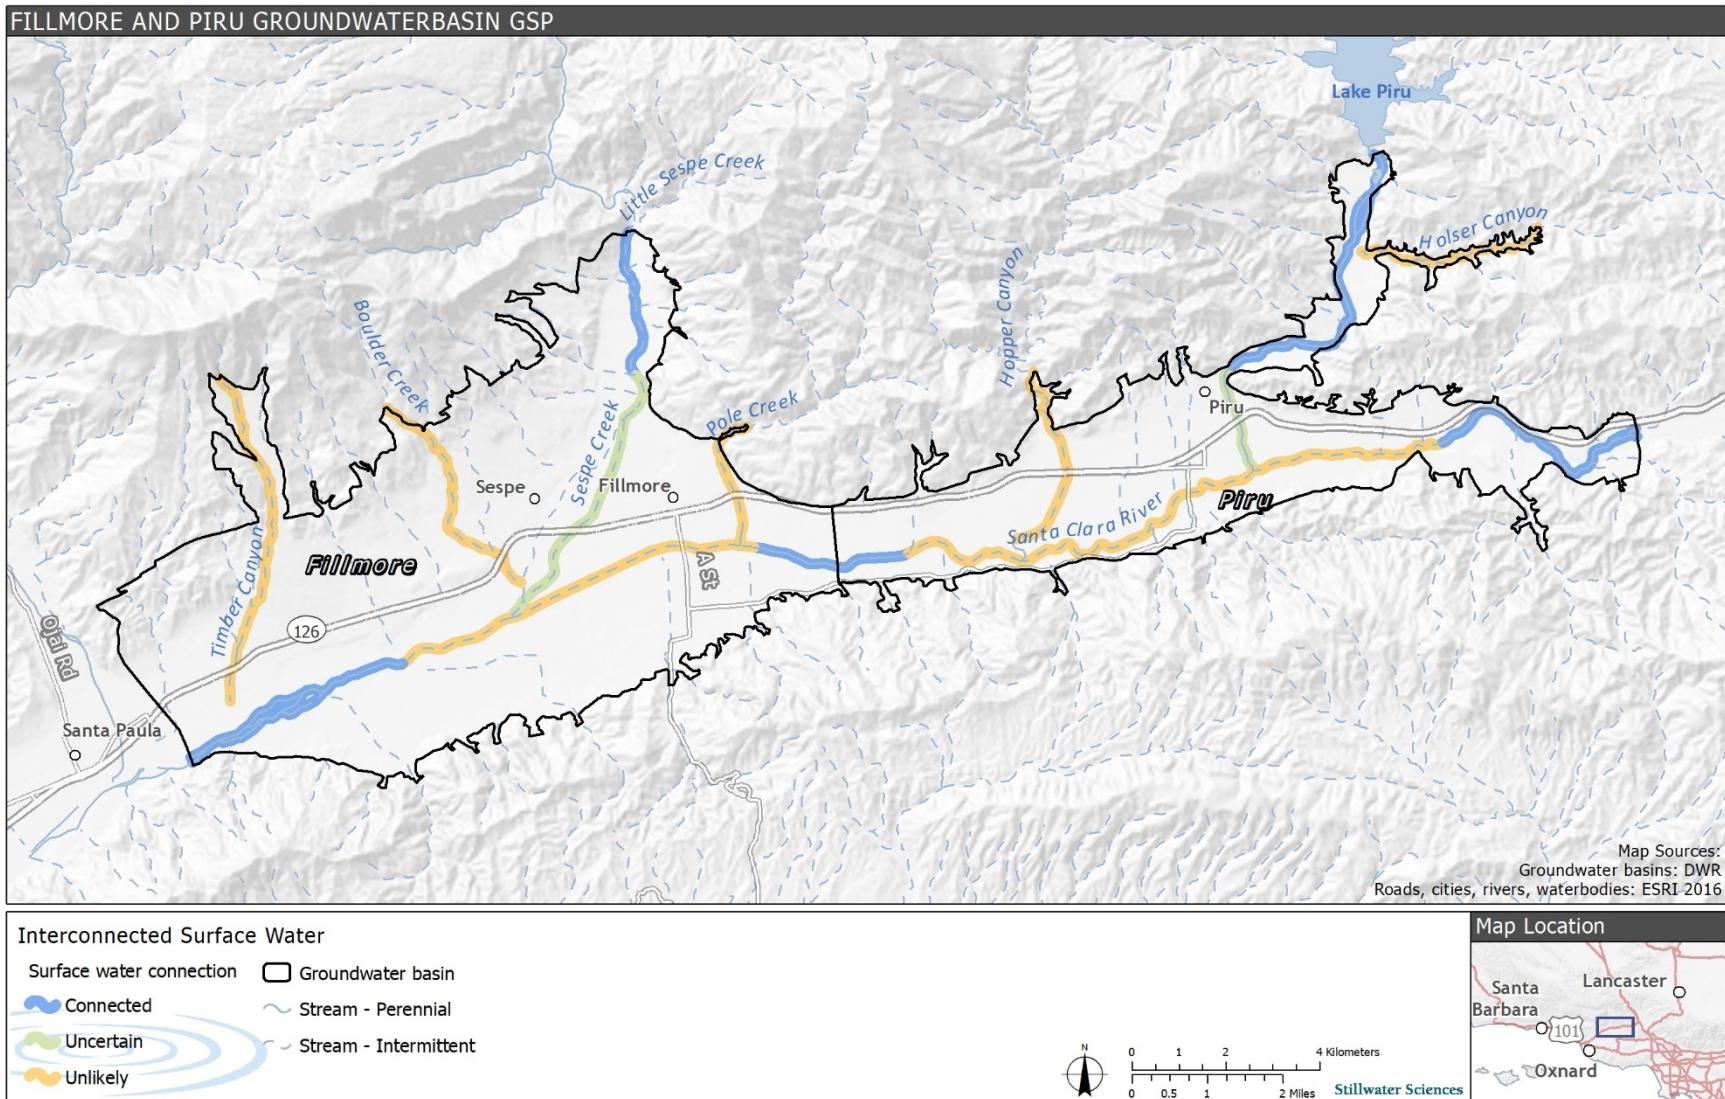 FILLMORE AND PIRU GROUNDWATERBASIN GSP
Lake Piru
Little Sespe Creek
Holser Canyon
Hopper Canyon
Boulder Creek
Pole Creek
Piru
Sespe Creek
Sespe
Fillmore
Piru
Santa Clara River
Fillmore
A St
Timber Canyon
126
Ojai Rd
Santa Paula
Map Sources:
Groundwater basins: DWR
Roads, cities, rivers, waterbodies: ESRI 2016
Interconnected Surface Water
Surface water connection
Connected
Uncertain
Unlikely
Groundwater basin
Stream - Perennial
Stream - Intermittent
N
0 1 2 4 Kilometers
0 0.5 1 2 Miles
Stillwater Sciences
Map Location
Santa
Barbara
Lancaster
101
Oxnard